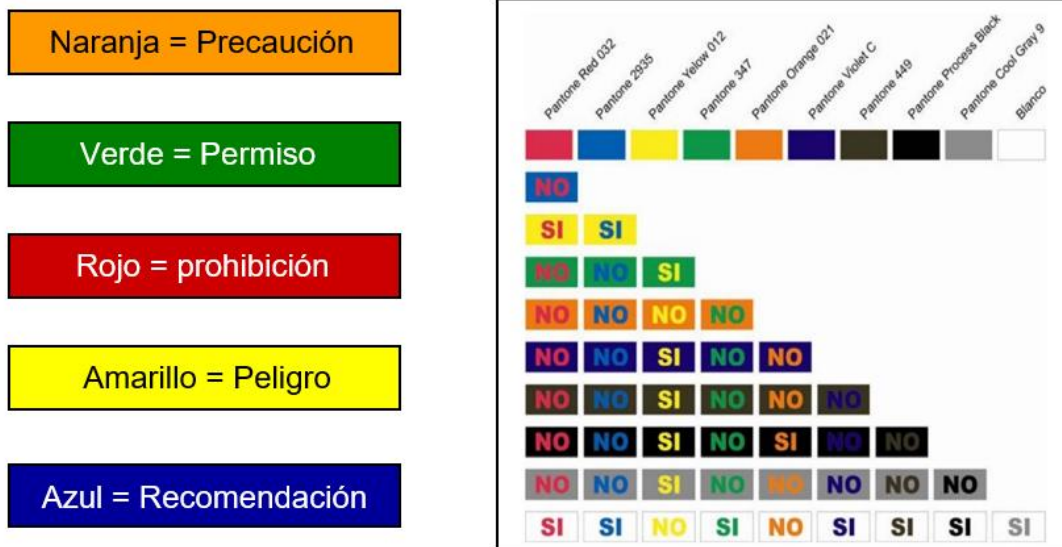 Naranja = Precaución
Verde = Permiso
Rojo = prohibición
Amarillo = Peligro
Azul = Recomendación
Pantone Red 032
Pantone 2935
Pantone Yelow 012
Pantone 347
Pantone Orange 021
Pantone Violet C
Pantone 449
Pantone Process Black
Pantone Cool Gray 9
Blanco
NO
SI SI
NO NO SI
NO NO NO NO
NO NO SI NO NO
NO NO SI NO NO NO
NO NO SI NO SI NO NO
NO NO SI NO NO NO NO NO
SI SI NO SI NO SI SI SI SI